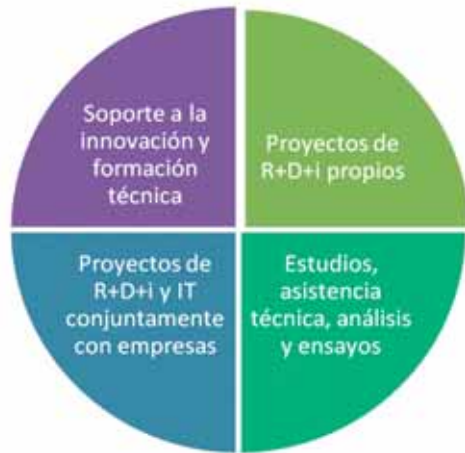 Soporte a la
innovación y
formación
técnica
Proyectos de
R+D+i propios
Proyectos de
R+D+i y IT
conjuntamente
con empresas
Estudios,
asistencia
técnica, análisis
y ensayos